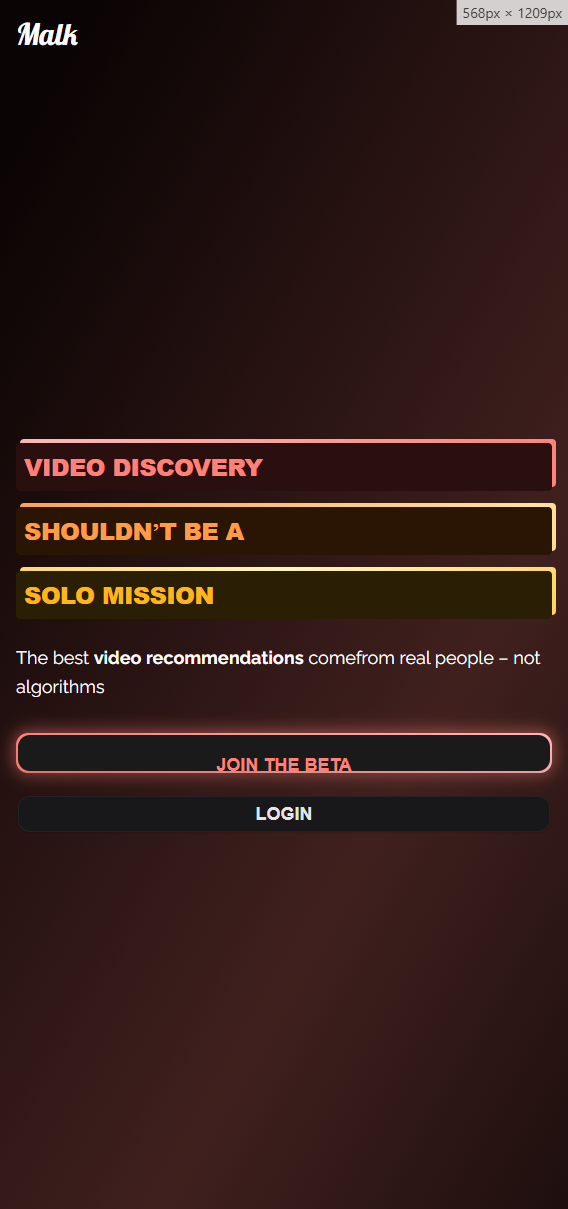 568px × 1209px
Malk
VIDEO DISCOVERY
SHOULDN’T BE A
SOLO MISSION
The best video recommendations comefrom real people – not
algorithms
JOIN THE BETA
LOGIN